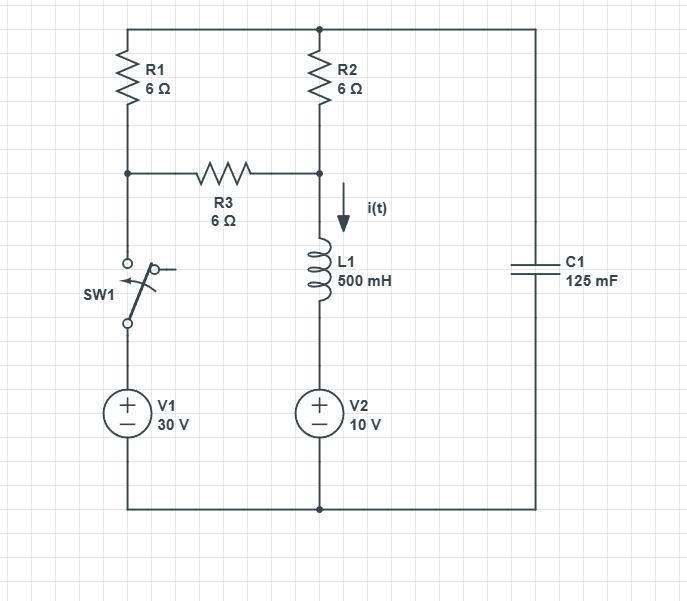 R1
6 Ω
R2
6 Ω
R3
6 Ω
i(t)
L1
500 mH
C1
125 mF
SW1
V1
30 V
V2
10 V